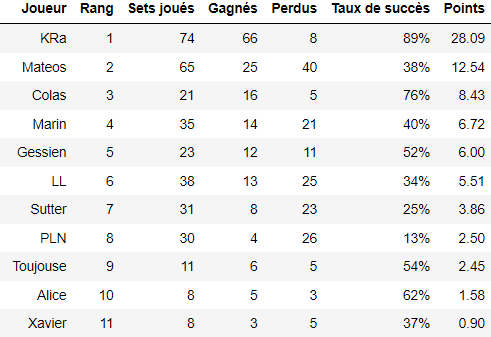 Joueur Rang Sets joués Gagnés Perdus Taux de succès Points
KRa 1 74 66 8 89% 28.09
Mateos 2 65 25 40 38% 12.54
Colas 3 21 16 5 76% 8.43
Marin 4 35 14 21 40% 6.72
Gessien 5 23 12 11 52% 6.00
LL 6 38 13 25 34% 5.51
Sutter 7 31 8 23 25% 3.86
PLN 8 30 4 26 13% 2.50
Toujouse 9 11 6 5 54% 2.45
Alice 10 8 5 3 62% 1.58
Xavier 11 8 3 5 37% 0.90